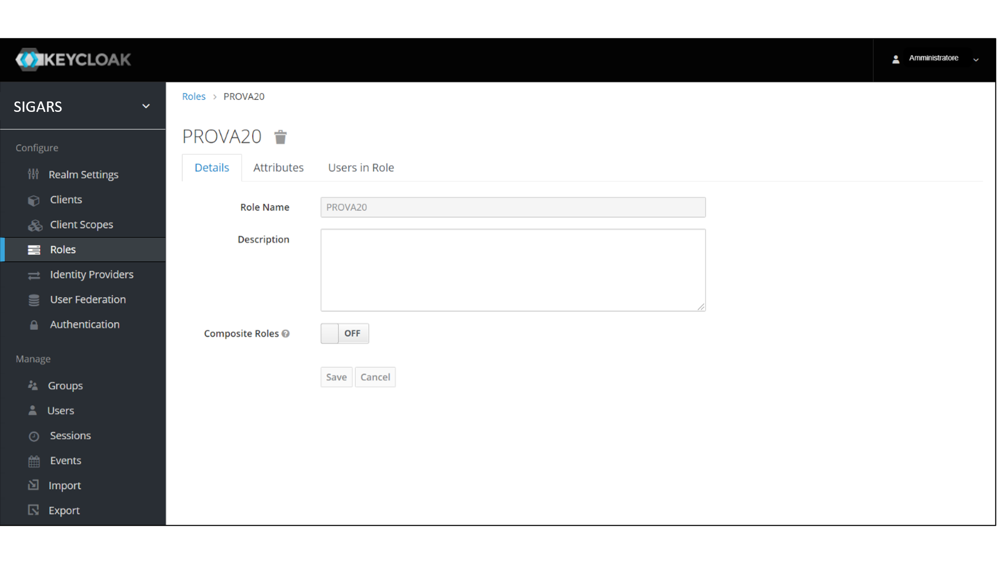 KEYCLOAK
Amministratore
SIGARS
Roles > PROVA20
PROVA20
Configure
Details Attributes Users in Role
Realm Settings
Clients
Client Scopes
Roles
Identity Providers
User Federation
Authentication
Role Name PROVA20
Description
Composite Roles ? OFF
Save Cancel
Manage
Groups
Users
Sessions
Events
Import
Export